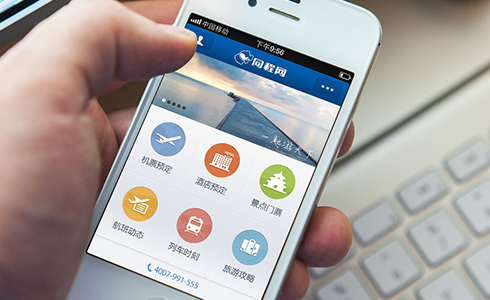 中国移动
下午9:56
同程网
一起游天下
机票预定
酒店预定
景点门票
航班动态
列车时刻
旅游攻略
4007-991-555